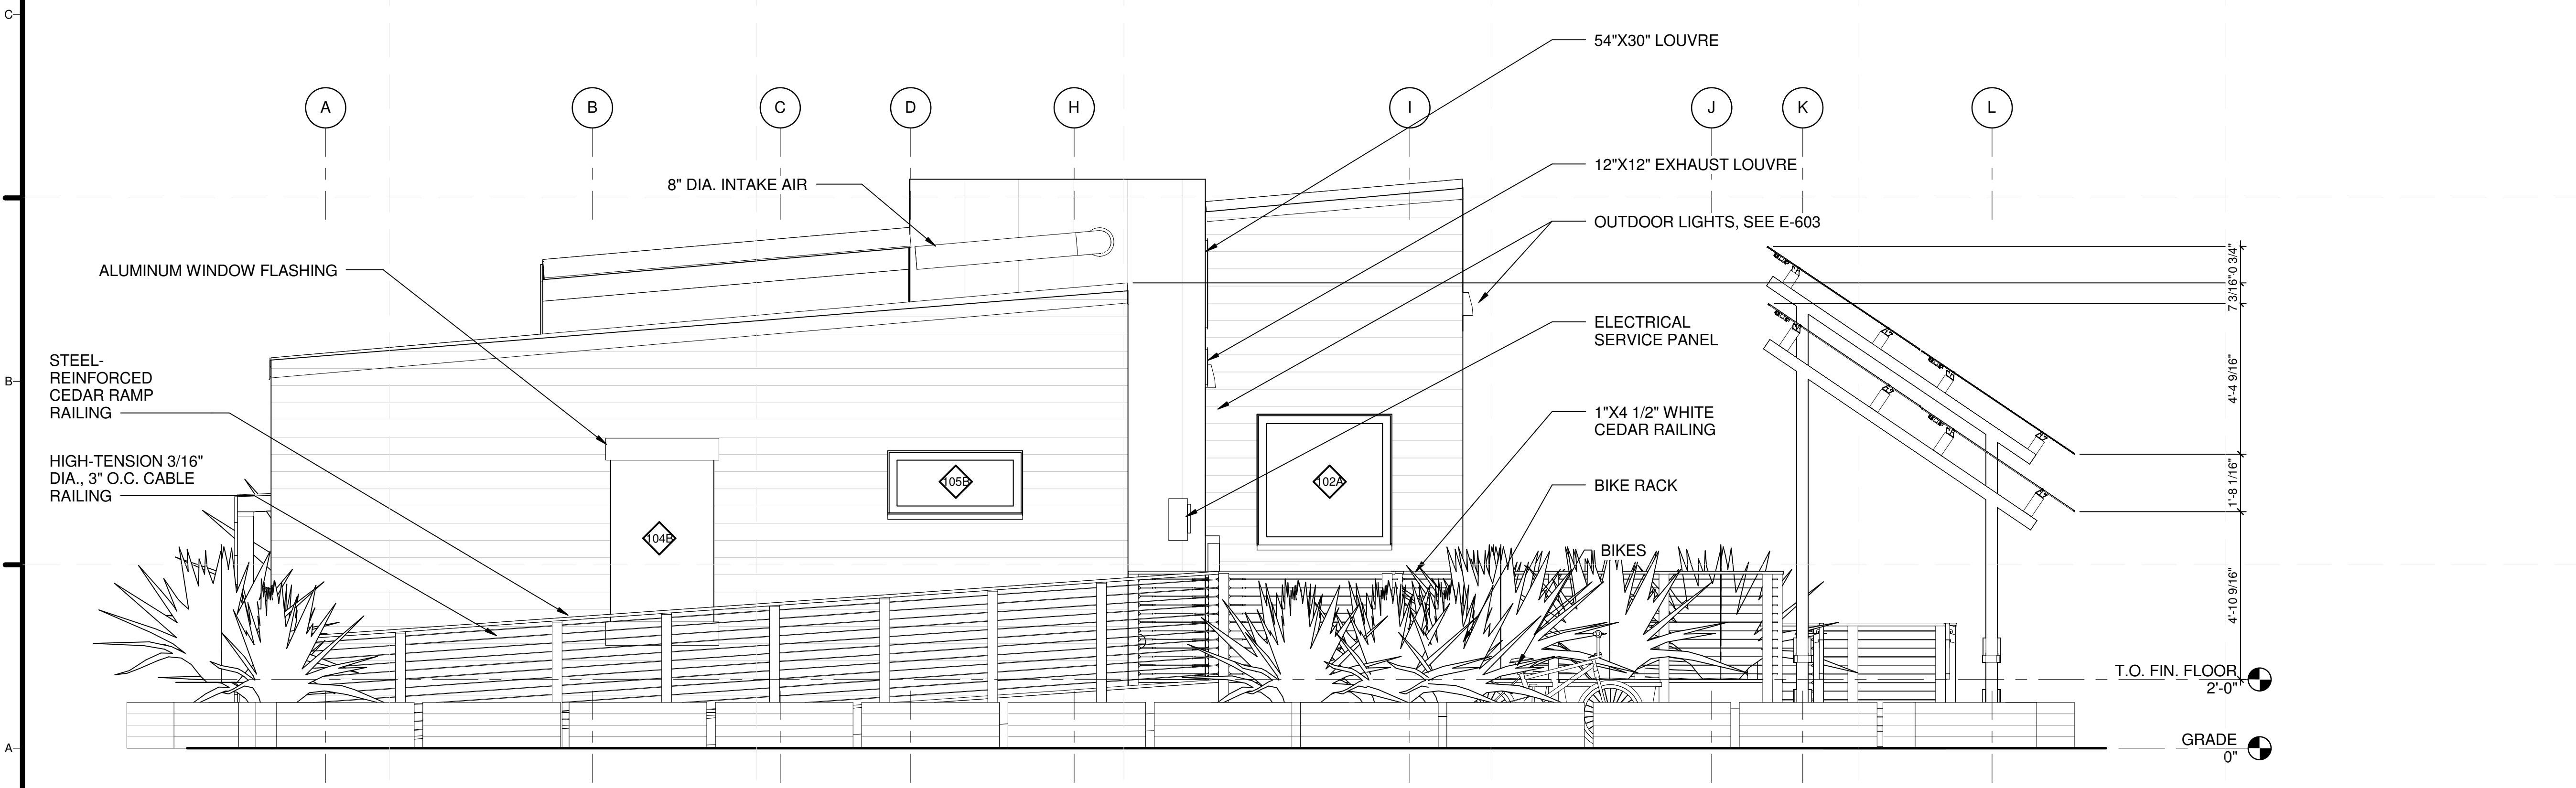 C
54"X30" LOUVRE
A
B
C
D
H
I
J
K
L
12"X12" EXHAUST LOUVRE
8" DIA. INTAKE AIR
OUTDOOR LIGHTS, SEE E-603
ALUMINUM WINDOW FLASHING
0 3/4"
7 3/16"
ELECTRICAL
SERVICE PANEL
STEEL-
REINFORCED
CEDAR RAMP
RAILING
B
4'-4 9/16"
1"X4 1/2" WHITE
CEDAR RAILING
HIGH-TENSION 3/16"
DIA., 3" O.C. CABLE
RAILING
105B
102A
BIKE RACK
1'-8 1/16"
104B
BIKES
4'-10 9/16"
T.O. FIN. FLOOR
2'-0"
GRADE
0"
A